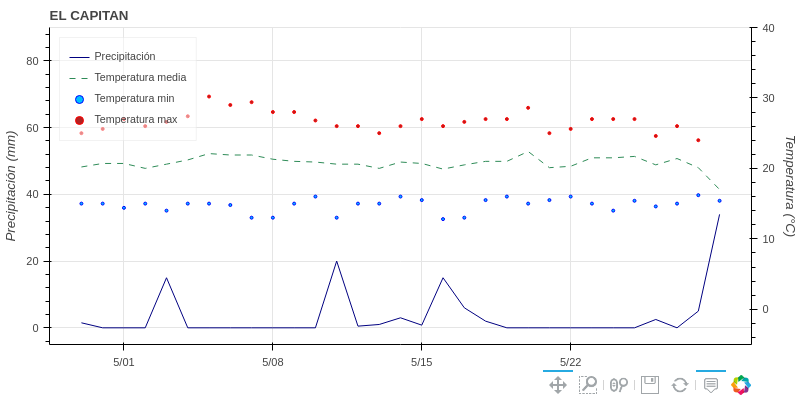 EL CAPITAN
Precipitación
Temperatura media
Temperatura min
Temperatura max
Precipitación (mm)
80
60
40
20
0
40
30
20
10
0
Temperatura (°C)
5/01
5/08
5/15
5/22